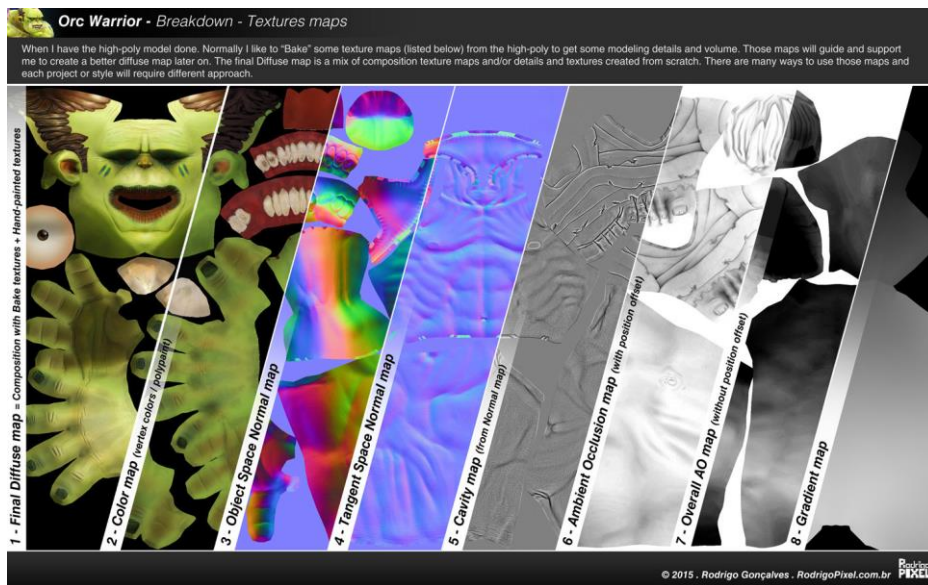 Orc Warrior - Breakdown - Textures maps
When I have the high-poly model done. Normally I like to “Bake” some texture maps (listed below) from the high-poly to get some modeling details and volume. Those maps will guide and support
me to create a better diffuse map later on. The final Diffuse map is a mix of composition texture maps and/or details and textures created from scratch. There are many ways to use those maps and
each project or style will require different approach.
1 - Final Diffuse map = Composition with Bake textures + Hand-painted textures
2 - Color map (vertex colors / polypaint)
3 - Object Space Normal map
4 - Tangent Space Normal map
5 - Cavity map (from Normal map)
6 - Ambient Occlusion map (with position offset)
7 - Overall AO map (without position offset)
8 - Gradient map
© 2015 . Rodrigo Gonçalves . RodrigoPixel.com.br
Rodrigo
PIXEL